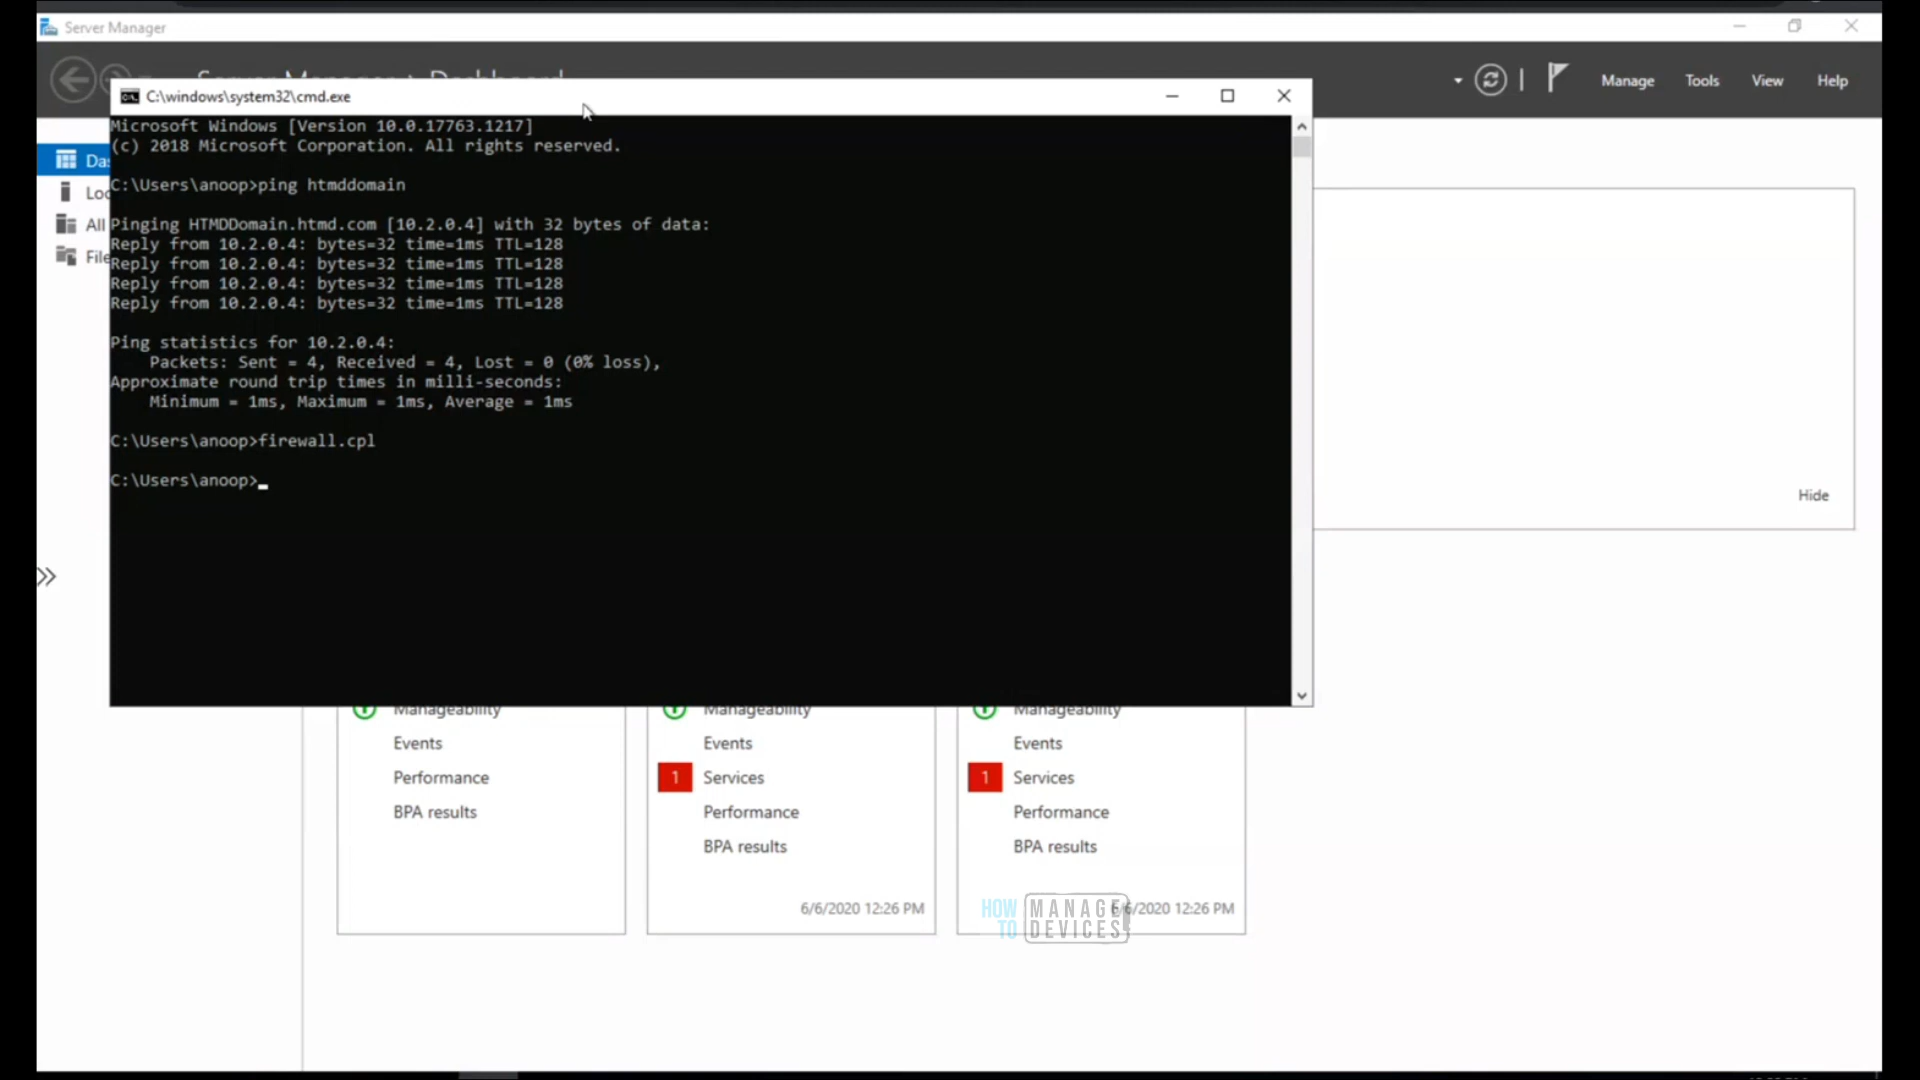 Server Manager
Manage
Tools
View
Help
C:\windows\system32\cmd.exe
Microsoft Windows [Version 10.0.17763.1217]
(c) 2018 Microsoft Corporation. All rights reserved.
C:\Users\anoop>ping htmddomain
Pinging HTMDDomain.htmd.com [10.2.0.4] with 32 bytes of data:
Reply from 10.2.0.4: bytes=32 time=1ms TTL=128
Reply from 10.2.0.4: bytes=32 time=1ms TTL=128
Reply from 10.2.0.4: bytes=32 time=1ms TTL=128
Reply from 10.2.0.4: bytes=32 time=1ms TTL=128
Ping statistics for 10.2.0.4:
Packets: Sent = 4, Received = 4, Lost = 0 (0% loss),
Approximate round trip times in milli-seconds:
Minimum = 1ms, Maximum = 1ms, Average = 1ms
C:\Users\anoop>firewall.cpl
C:\Users\anoop>
Das
Loc
All
File
Hide
Manageability
Events
Performance
BPA results
Manageability
Events
1 Services
Performance
BPA results
6/6/2020 12:26 PM
Manageability
Events
1 Services
Performance
BPA results
6/6/2020 12:26 PM
HOW TO MANAGE DEVICES